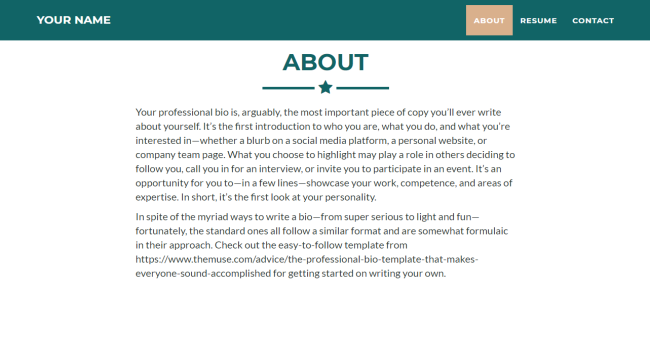 YOUR NAME
ABOUT RESUME CONTACT
ABOUT
Your professional bio is, arguably, the most important piece of copy you'll ever write
about yourself. It's the first introduction to who you are, what you do, and what you're
interested in—whether a blurb on a social media platform, a personal website, or
company team page. What you choose to highlight may play a role in others deciding to
follow you, call you in for an interview, or invite you to participate in an event. It's an
opportunity for you to—in a few lines—showcase your work, competence, and areas of
expertise. In short, it's the first look at your personality.
In spite of the myriad ways to write a bio—from super serious to light and fun—
fortunately, the standard ones all follow a similar format and are somewhat formulaic
in their approach. Check out the easy-to-follow template from
https://www.themuse.com/advice/the-professional-bio-template-that-makes-
everyone-sound-accomplished for getting started on writing your own.